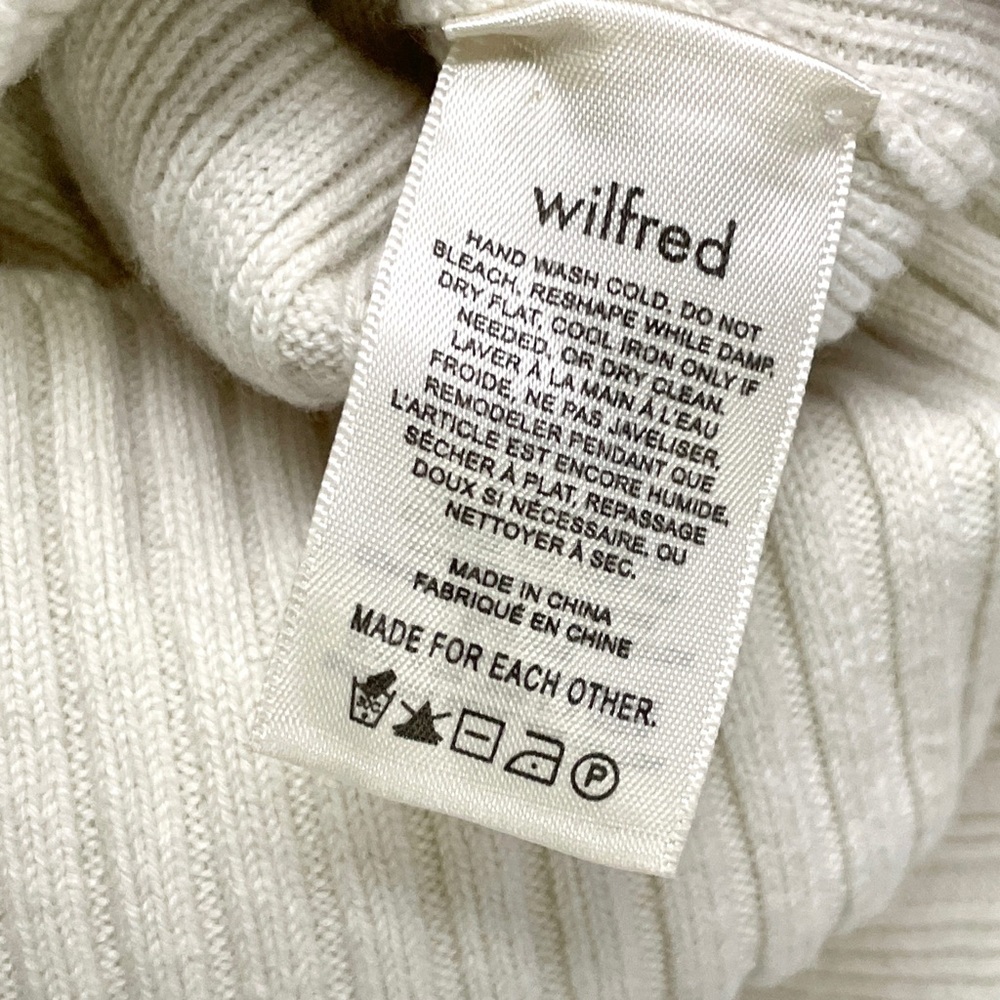 wilfred
HAND WASH COLD. DO NOT
BLEACH. RESHAPE WHILE DAMP.
DRY FLAT. COOL IRON ONLY IF
NEEDED, OR DRY CLEAN.
LAVER À LA MAIN À L'EAU
FROIDE. NE PAS JAVELISER.
REMODELER PENDANT QUE
L'ARTICLE EST ENCORE HUMIDE.
SÉCHER À PLAT. REPASSAGE
DOUX SI NÉCESSAIRE, OU
NETTOYER À SEC.
MADE IN CHINA
FABRIQUÉ EN CHINE
MADE FOR EACH OTHER.
P